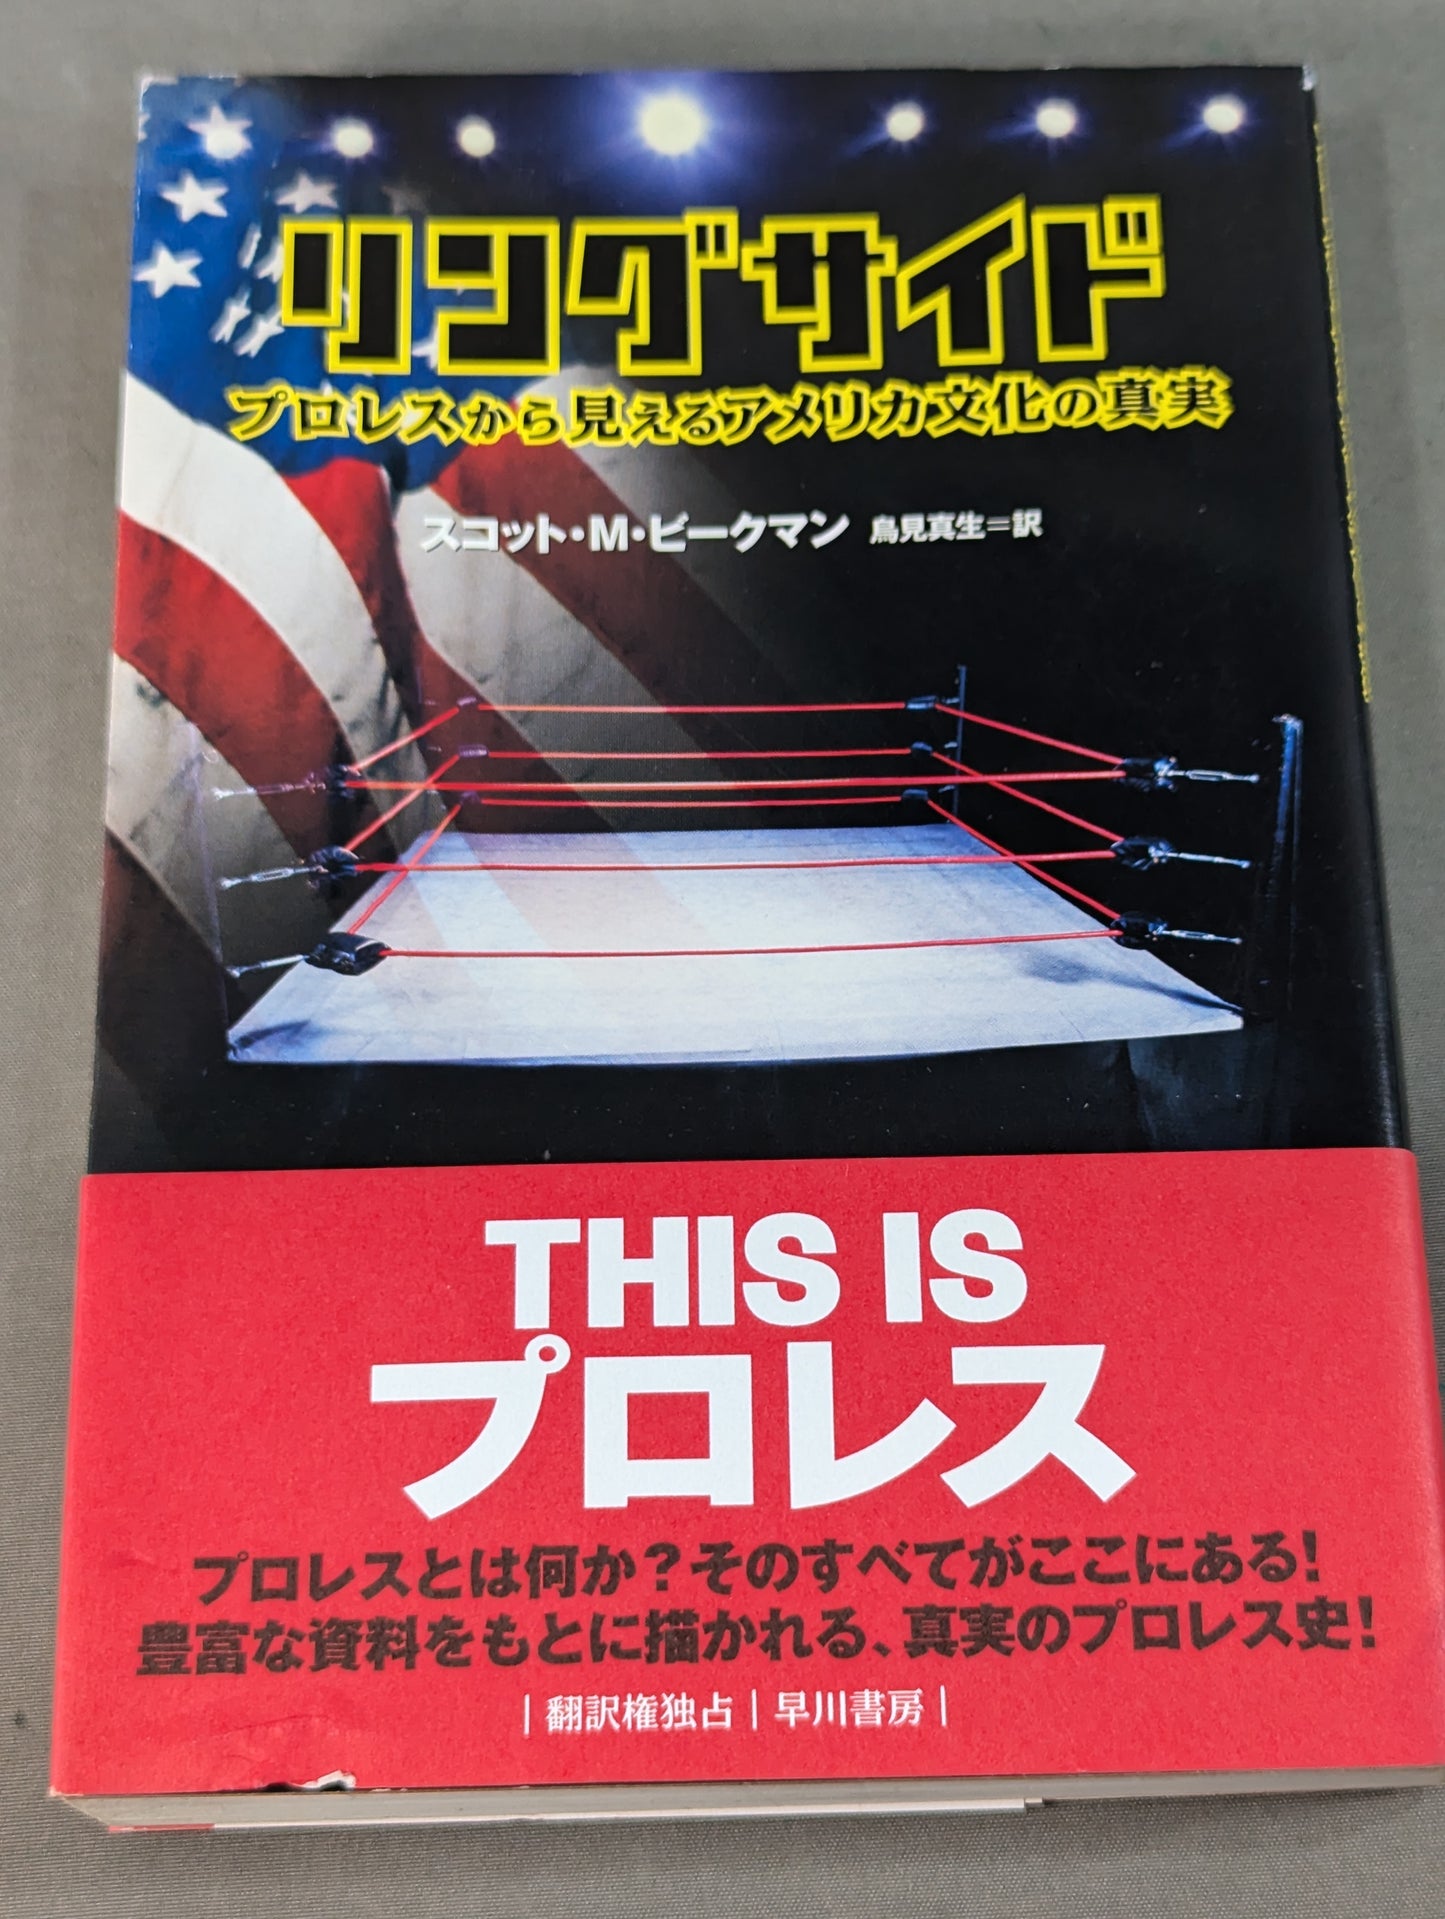 リングサイド
プロレスから見えるアメリカ文化の真実
スコット・M・ビークマン 鳥見真生=訳
THIS IS
プロレス
プロレスとは何か?そのすべてがここにある!
豊富な資料をもとに描かれる、真実のプロレス史!
|翻訳権独占|早川書房|